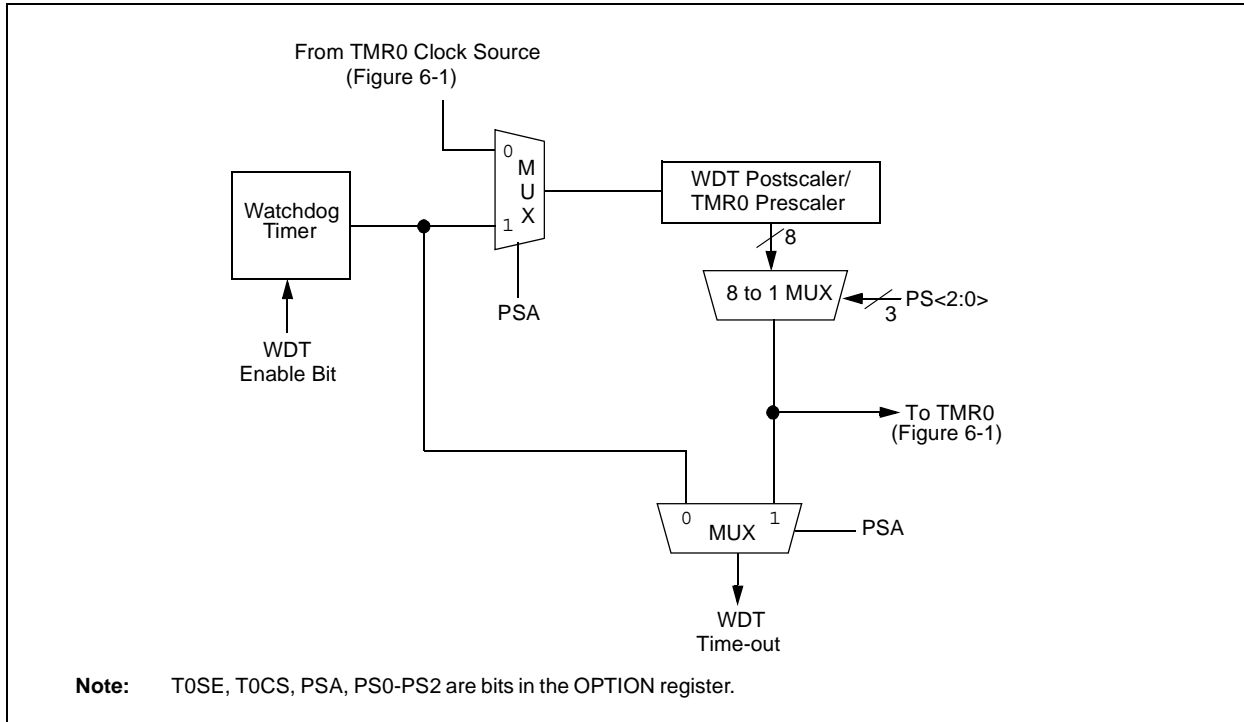 From TMR0 Clock Source
(Figure 6-1)
0
M
U
X
1
Watchdog
Timer
WDT Postscaler/
TMR0 Prescaler
8
8 to 1 MUX
PS<2:0>
3
PSA
WDT
Enable Bit
To TMR0
(Figure 6-1)
0
1
MUX
PSA
WDT
Time-out
Note: T0SE, T0CS, PSA, PS0-PS2 are bits in the OPTION register.